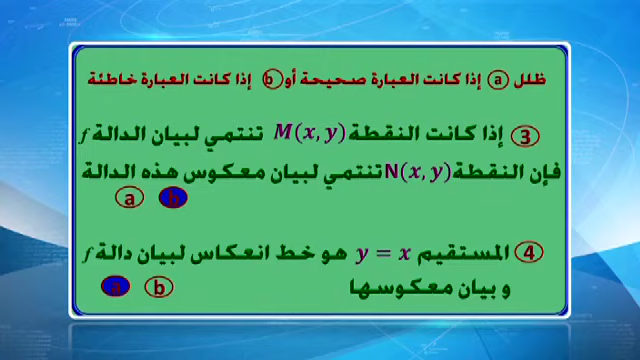 ظلل a إذا كانت العبارة صحيحة أو b إذا كانت العبارة خاطئة
3 إذا كانت النقطة M(x, y) تنتمي لبيان الدالة f
فإن النقطة N(x, y) تنتمي لبيان معكوس هذه الدالة
a b
4 المستقيم y = x هو خط انعكاس لبيان دالة f
و بيان معكوسها
a b